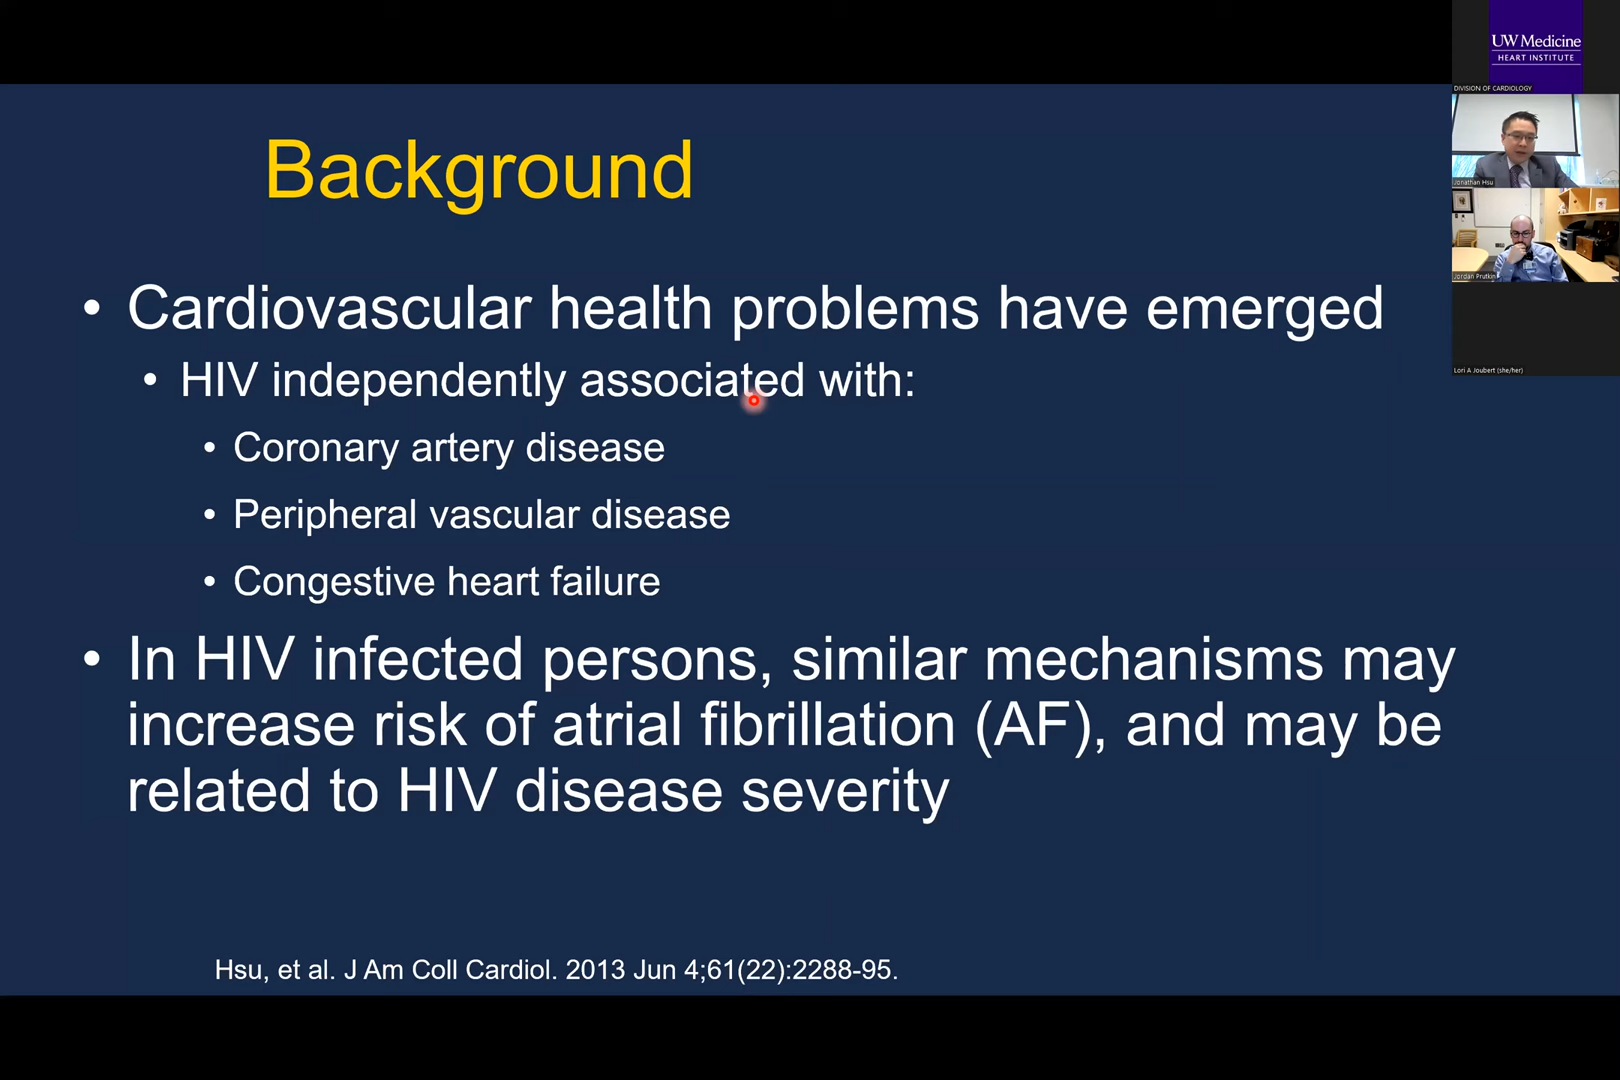 Background
• Cardiovascular health problems have emerged
• HIV independently associated with:
• Coronary artery disease
• Peripheral vascular disease
• Congestive heart failure
• In HIV infected persons, similar mechanisms may
increase risk of atrial fibrillation (AF), and may be
related to HIV disease severity
Hsu, et al. J Am Coll Cardiol. 2013 Jun 4;61(22):2288-95.
UW Medicine
HEART INSTITUTE
DIVISION OF CARDIOLOGY
Jonathan Hsu
Jordan Prutkin
Lori A Joubert (she/her)